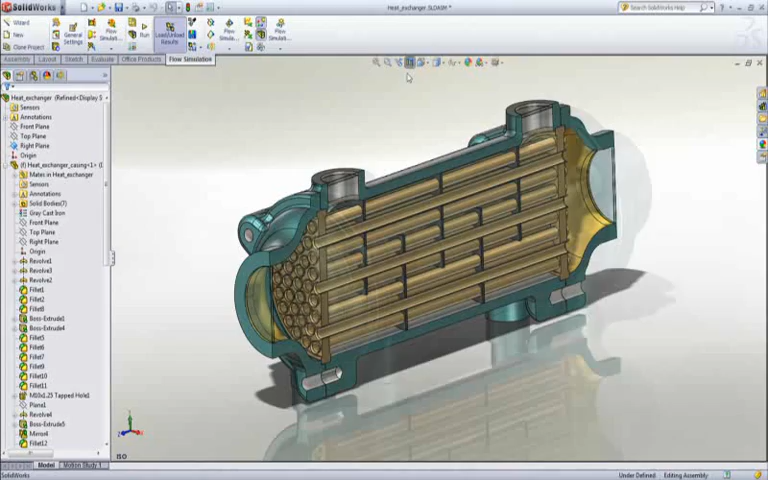 SolidWorks
Heat_exchanger.SLDASM *
Search SolidWorks Help
Wizard
New
Clone Project
General Settings
Flow Simulati...
Run
Load/Unload Results
Flow Simula...
Flow Simulati...
Assembly
Layout
Sketch
Evaluate
Office Products
Flow Simulation
Heat_exchanger (Refined<Display S
Sensors
Annotations
Front Plane
Top Plane
Right Plane
Origin
(f) Heat_exchanger_casing<1>
Mates in Heat_exchanger
Sensors
Annotations
Solid Bodies(7)
Gray Cast Iron
Front Plane
Top Plane
Right Plane
Origin
Revolve1
Revolve3
Revolve2
Fillet1
Fillet2
Fillet8
Boss-Extrude1
Boss-Extrude4
Fillet5
Fillet6
Fillet7
Fillet9
Fillet10
Fillet11
M10x1.25 Tapped Hole1
Plane1
Revolve4
Boss-Extrude5
Mirror4
Fillet12
ISO
Model
Motion Study 1
SolidWorks
Under Defined
Editing Assembly